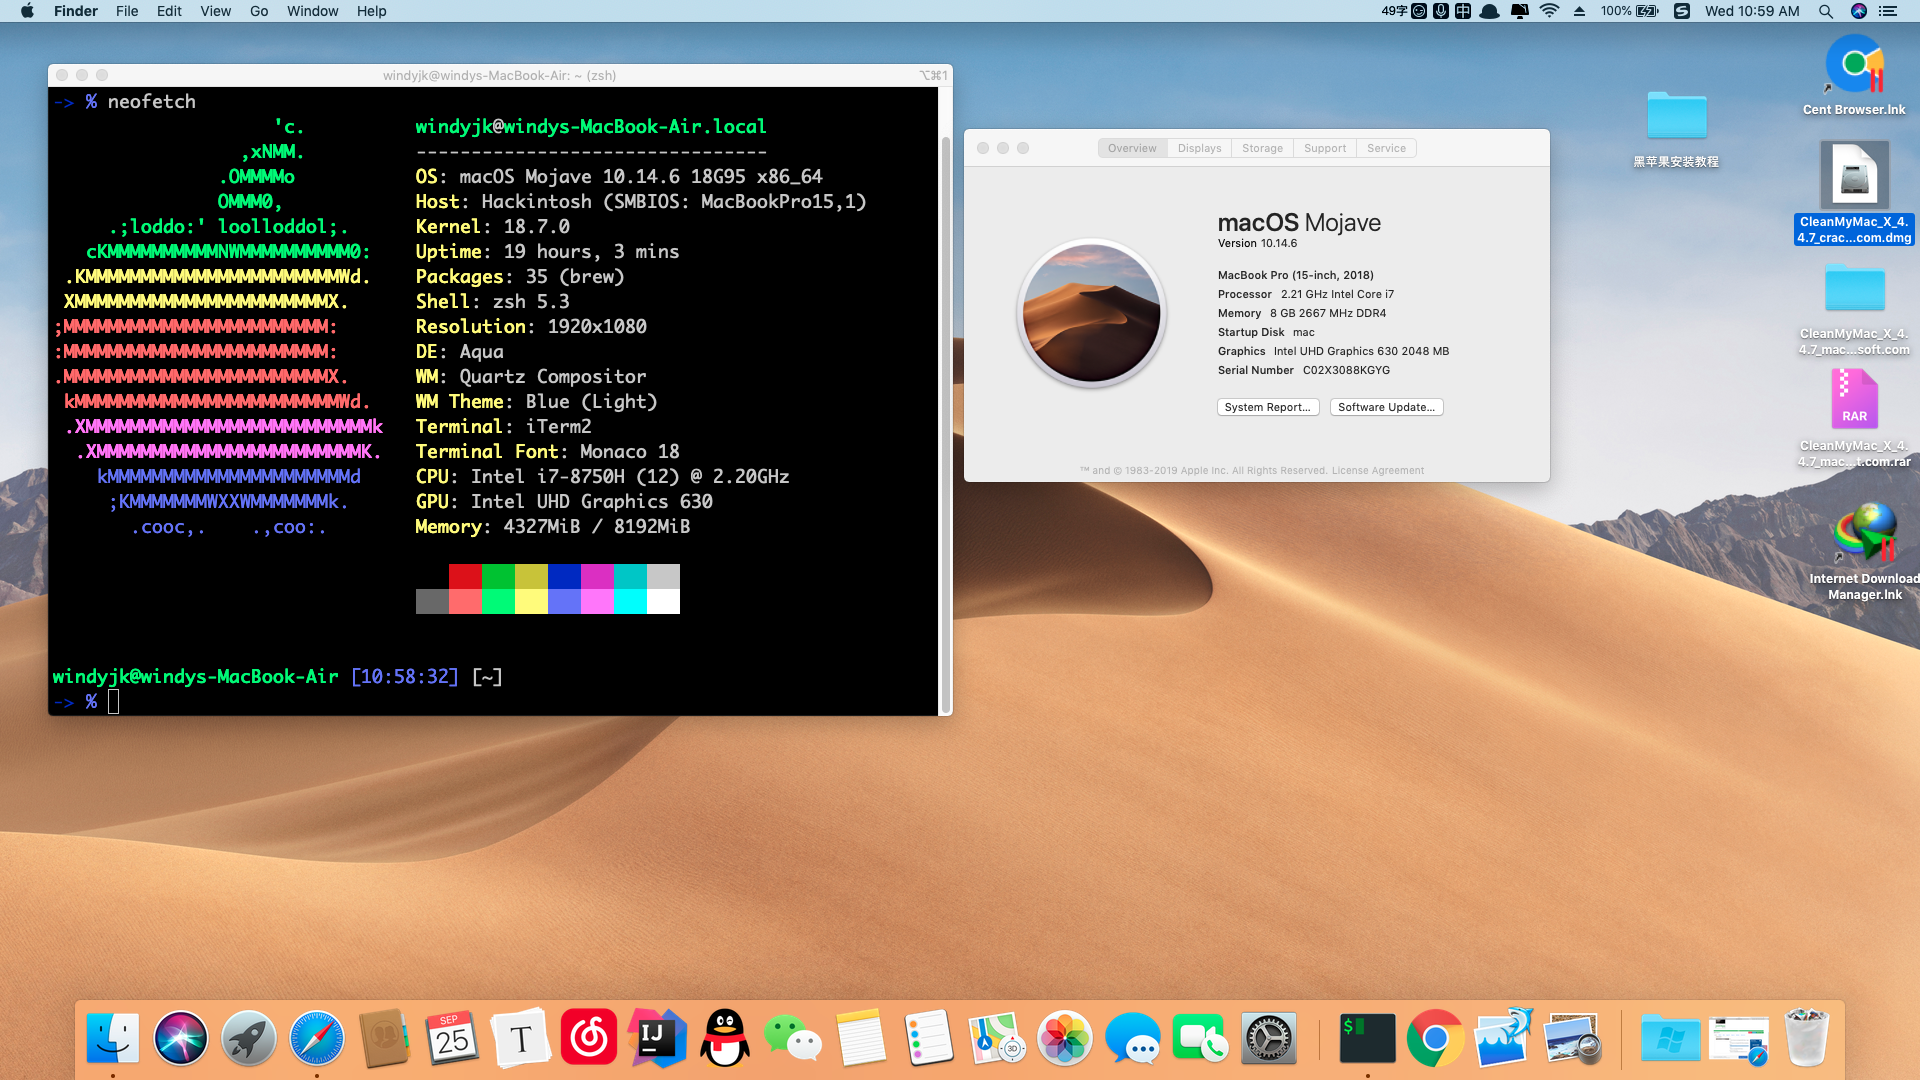 Finder File Edit View Go Window Help
49字 中 100% S Wed 10:59 AM
windyjk@windys-MacBook-Air: ~ (zsh) ⌥⌘1
-> % neofetch
'c. windyjk@windys-MacBook-Air.local
,xNMM. --------------------------------
.OMMMMo OS: macOS Mojave 10.14.6 18G95 x86_64
OMMM0, Host: Hackintosh (SMBIOS: MacBookPro15,1)
.;loddo:' loolloddol;. Kernel: 18.7.0
cKMMMMMMMMMMNWMMMMMMMMMM0: Uptime: 19 hours, 3 mins
.KMMMMMMMMMMMMMMMMMMMMMMMWd. Packages: 35 (brew)
XMMMMMMMMMMMMMMMMMMMMMMMX. Shell: zsh 5.3
;MMMMMMMMMMMMMMMMMMMMMMMM: Resolution: 1920x1080
:MMMMMMMMMMMMMMMMMMMMMMMM: DE: Aqua
.MMMMMMMMMMMMMMMMMMMMMMMMX. WM: Quartz Compositor
kMMMMMMMMMMMMMMMMMMMMMMMMWd. WM Theme: Blue (Light)
.XMMMMMMMMMMMMMMMMMMMMMMMMMMk Terminal: iTerm2
.XMMMMMMMMMMMMMMMMMMMMMMMMK. Terminal Font: Monaco 18
kMMMMMMMMMMMMMMMMMMMMMMd CPU: Intel i7-8750H (12) @ 2.20GHz
;KMMMMMMMWXXWMMMMMMMk. GPU: Intel UHD Graphics 630
.cooc,. .,coo:. Memory: 4327MiB / 8192MiB
windyjk@windys-MacBook-Air [10:58:32] [~]
-> %
Overview Displays Storage Support Service
macOS Mojave
Version 10.14.6
MacBook Pro (15-inch, 2018)
Processor 2.21 GHz Intel Core i7
Memory 8 GB 2667 MHz DDR4
Startup Disk mac
Graphics Intel UHD Graphics 630 2048 MB
Serial Number C02X3088KGYG
System Report... Software Update...
™ and © 1983-2019 Apple Inc. All Rights Reserved. License Agreement
黑苹果安装教程
Cent Browser.lnk
CleanMyMac_X_4.
4.7_crac...com.dmg
CleanMyMac_X_4.
4.7_mac...soft.com
RAR
CleanMyMac_X_4.
4.7_mac...t.com.rar
Internet Download
Manager.lnk
SEP
25
T
IJ
3D
$